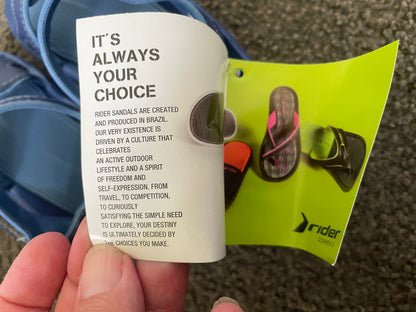 IT'S
ALWAYS
YOUR
CHOICE
RIDER SANDALS ARE CREATED
AND PRODUCED IN BRAZIL.
OUR VERY EXISTENCE IS
DRIVEN BY A CULTURE THAT
CELEBRATES
AN ACTIVE OUTDOOR
LIFESTYLE AND A SPIRIT
OF FREEDOM AND
SELF-EXPRESSION. FROM
TRAVEL, TO COMPETITION,
TO CURIOUSLY
SATISFYING THE SIMPLE NEED
TO EXPLORE, YOUR DESTINY
IS ULTIMATELY DECIDED BY
THE CHOICES YOU MAKE.
rider
SANDALS